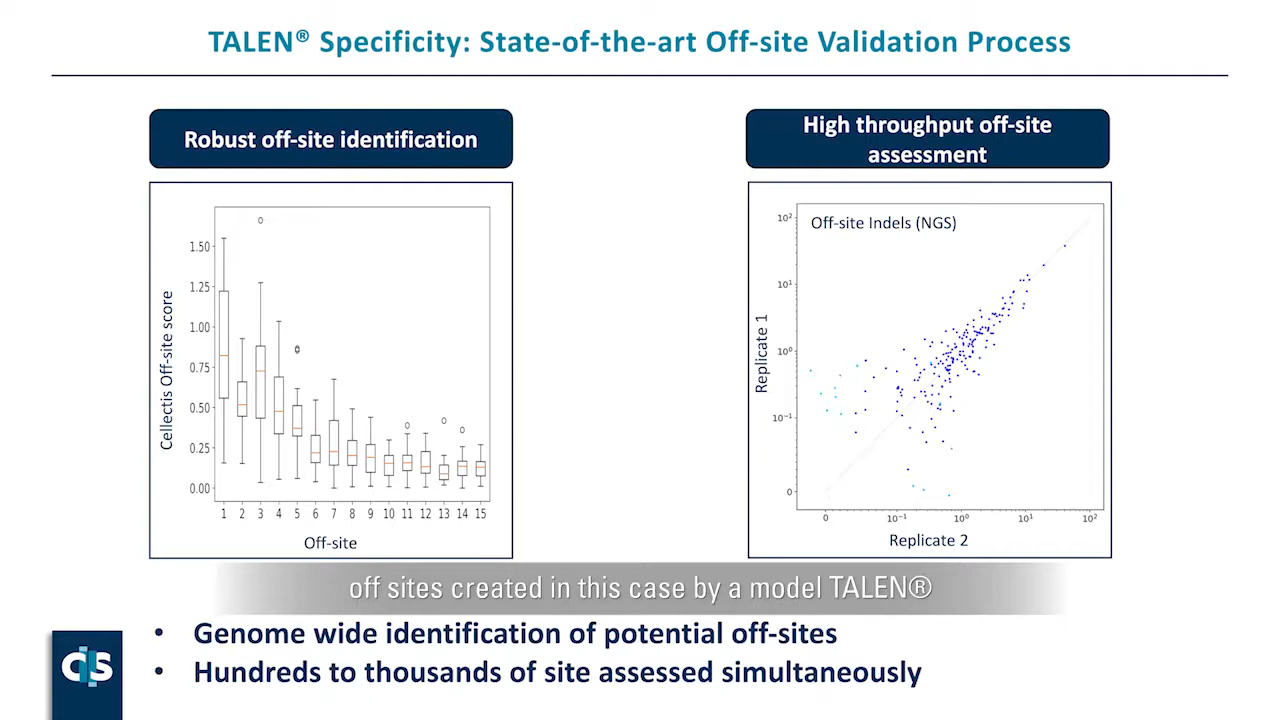 TALEN® Specificity: State-of-the-art Off-site Validation Process
Robust off-site identification
High throughput off-site
assessment
Cellectis Off-site score
1.50
1.25
1.00
0.75
0.50
0.25
0.00
1 2 3 4 5 6 7 8 9 10 11 12 13 14 15
Off-site
Off-site Indels (NGS)
Replicate 1
10²
10¹
10⁰
10⁻¹
0
0 10⁻¹ 10⁰ 10¹ 10²
Replicate 2
off sites created in this case by a model TALEN®
• Genome wide identification of potential off-sites
• Hundreds to thousands of site assessed simultaneously
cls